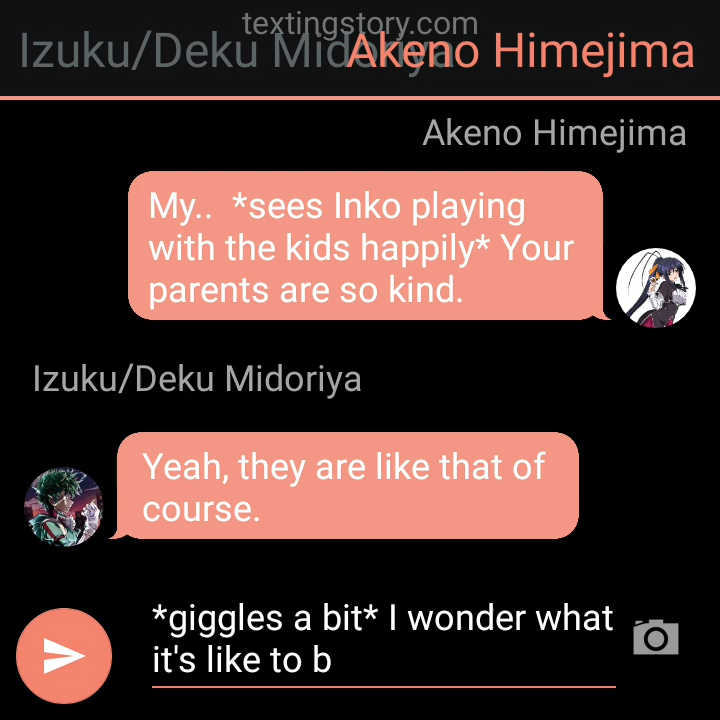 textingstory.com
Izuku/Deku Midoriya
Akeno Himejima
Akeno Himejima
My..  *sees Inko playing
with the kids happily* Your
parents are so kind.
Izuku/Deku Midoriya
Yeah, they are like that of
course.
*giggles a bit* I wonder what
it's like to b